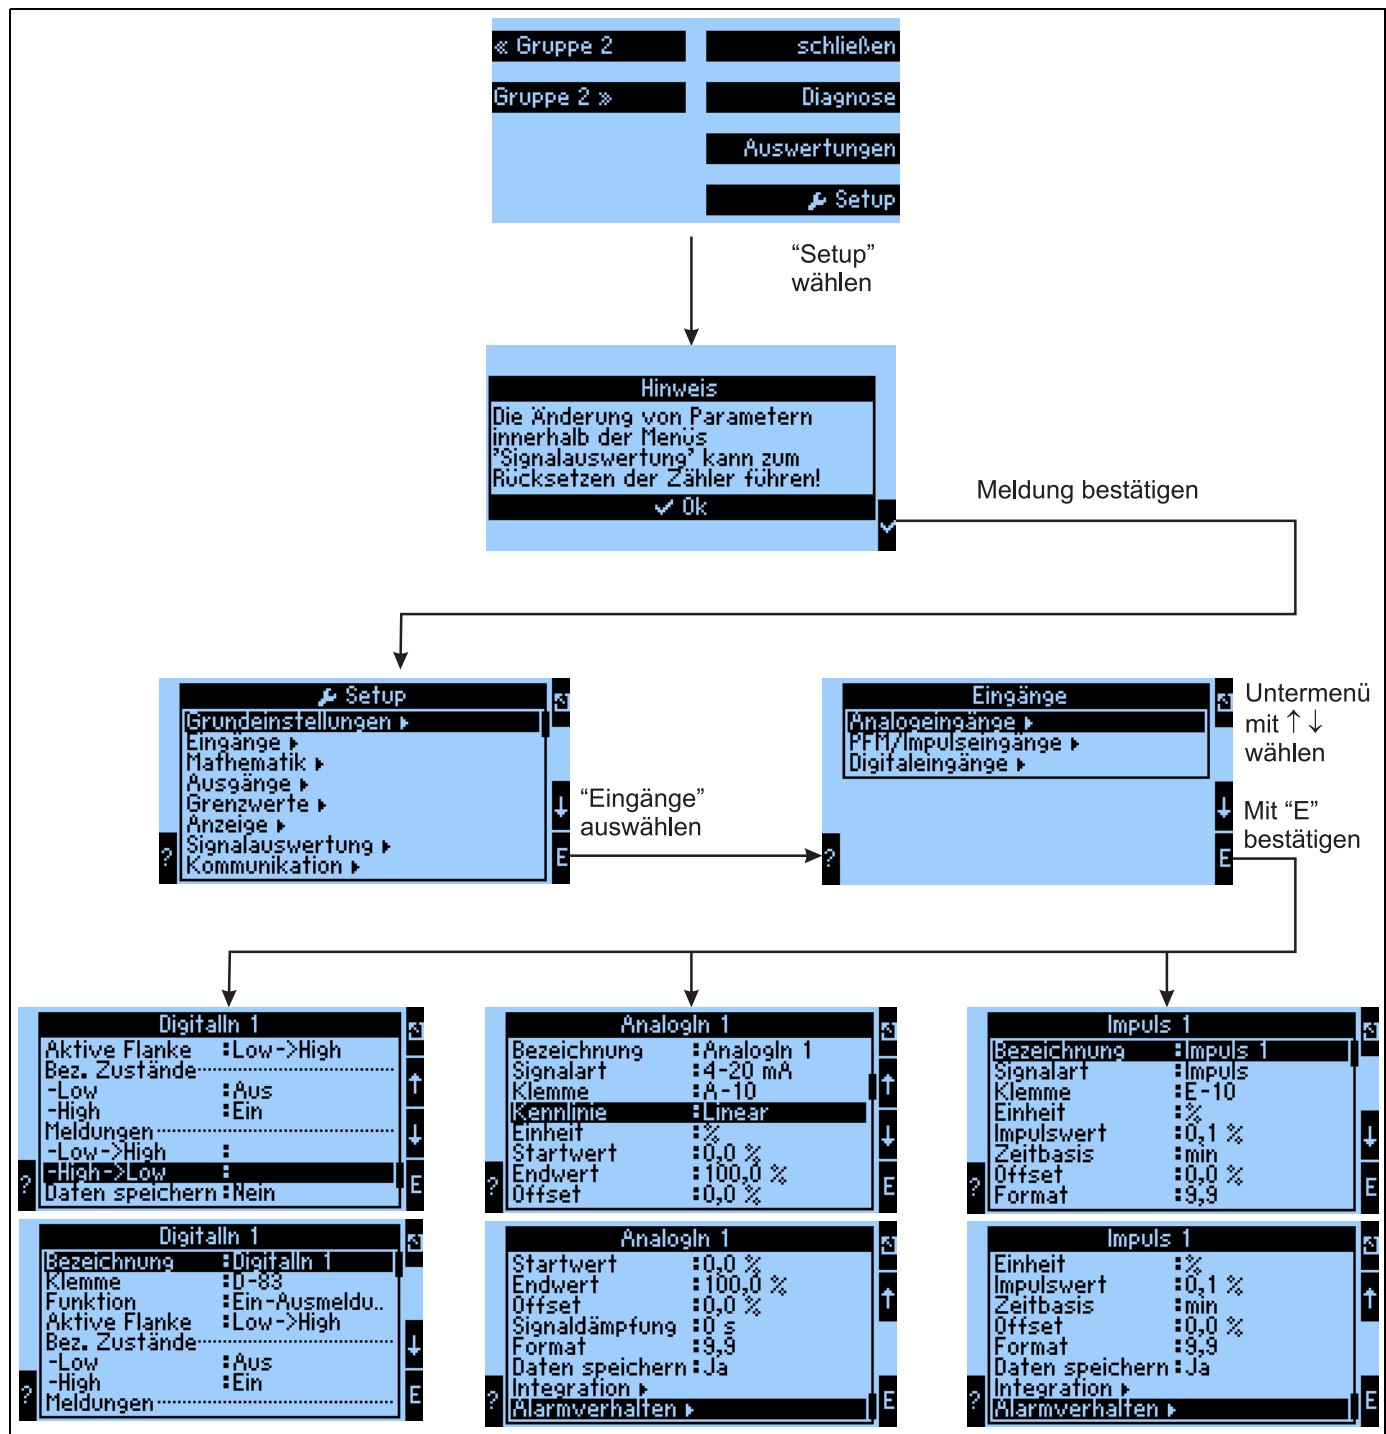 « Gruppe 2
schließen
Gruppe 2 »
Diagnose
Auswertungen
Setup
“Setup”
wählen
Hinweis
Die Änderung von Parametern
innerhalb der Menüs
'Signalauswertung' kann zum
Rücksetzen der Zähler führen!
✓ Ok
Meldung bestätigen
Setup
Grundeinstellungen
Eingänge
Mathematik
Ausgänge
Grenzwerte
Anzeige
Signalauswertung
Kommunikation
?
E
“Eingänge”
auswählen
Eingänge
Analogeingänge
PFM/Impulseingänge
Digitaleingänge
?
E
Untermenü
mit ↑↓
wählen
Mit “E”
bestätigen
DigitalIn 1
Aktive Flanke :Low->High
Bez. Zustände
-Low :Aus
-High :Ein
Meldungen
-Low->High :
-High->Low :
Daten speichern:Nein
?
E
AnalogIn 1
Bezeichnung :AnalogIn 1
Signalart :4-20 mA
Klemme :A-10
Kennlinie :Linear
Einheit :%
Startwert :0,0 %
Endwert :100,0 %
Offset :0,0 %
?
E
Impuls 1
Bezeichnung :Impuls 1
Signalart :Impuls
Klemme :E-10
Einheit :%
Impulswert :0,1 %
Zeitbasis :min
Offset :0,0 %
Format :9,9
?
E
DigitalIn 1
Bezeichnung :DigitalIn 1
Klemme :D-83
Funktion :Ein-Ausmeldu..
Aktive Flanke :Low->High
Bez. Zustände
-Low :Aus
-High :Ein
Meldungen
?
E
AnalogIn 1
Startwert :0,0 %
Endwert :100,0 %
Offset :0,0 %
Signaldämpfung :0 s
Format :9,9
Daten speichern:Ja
Integration
Alarmverhalten
?
E
Impuls 1
Einheit :%
Impulswert :0,1 %
Zeitbasis :min
Offset :0,0 %
Format :9,9
Daten speichern:Ja
Integration
Alarmverhalten
?
E